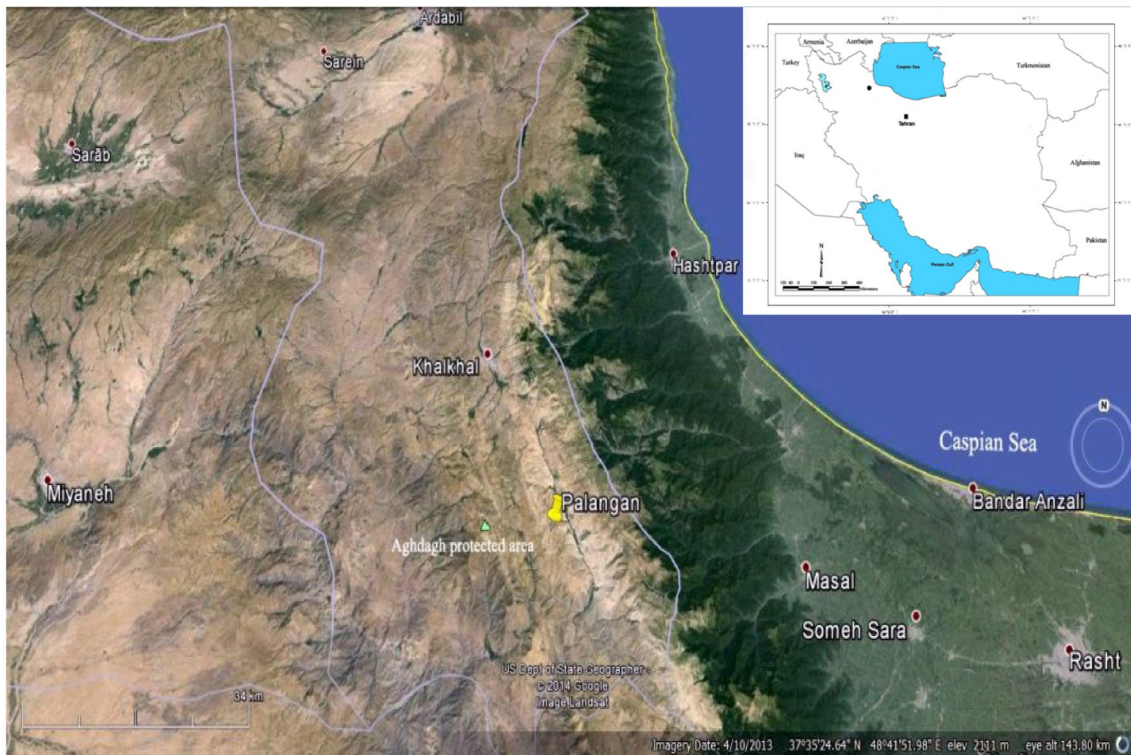 Ardabil
Sarein
Sarāb
Hashtpar
Khalkhal
Caspian Sea
Miyaneh
Palangan
Bandar Anzali
Aghdagh protected area
Masal
Someh Sara
Rasht
US Dept of State Geographer
© 2014 Google
Image Landsat
34 km
Imagery Date: 4/10/2013 37°35'24.64" N 48°41'51.98" E elev 2111 m eye alt 143.80 km
N
Armenia
Azerbaijan
Turkey
Caspian Sea
Turkmenistan
Tehran
Iraq
Afghanistan
Pakistan
Persian Gulf
N